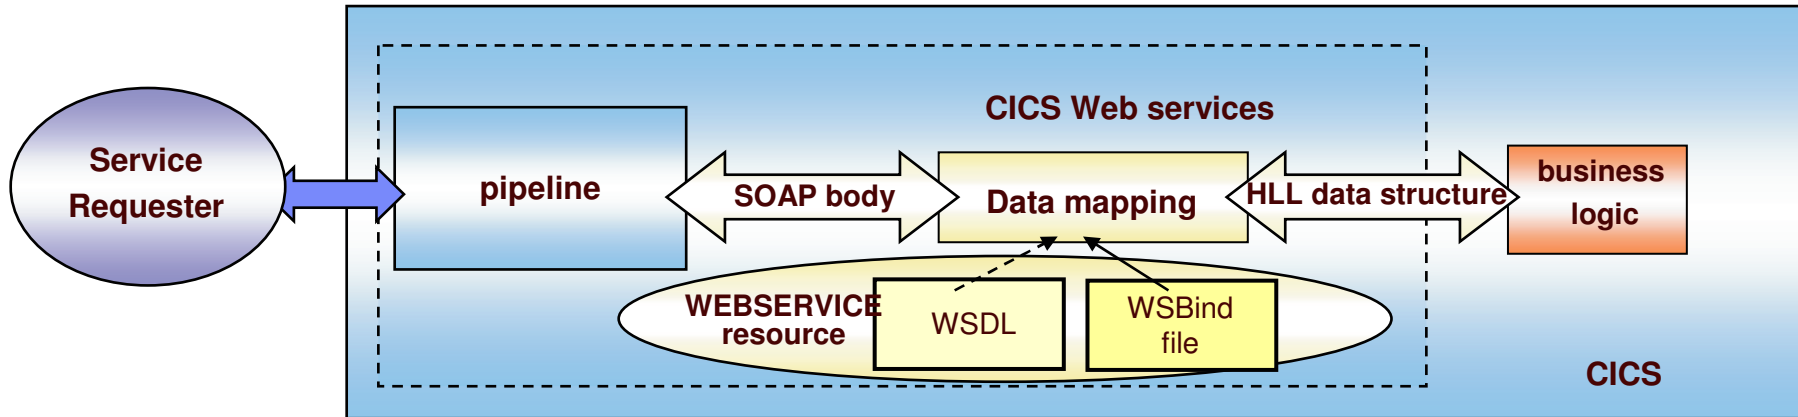 Service
Requester
pipeline
CICS Web services
SOAP body
Data mapping
HLL data structure
business
logic
WEBSERVICE
resource
WSDL
WSBind
file
CICS